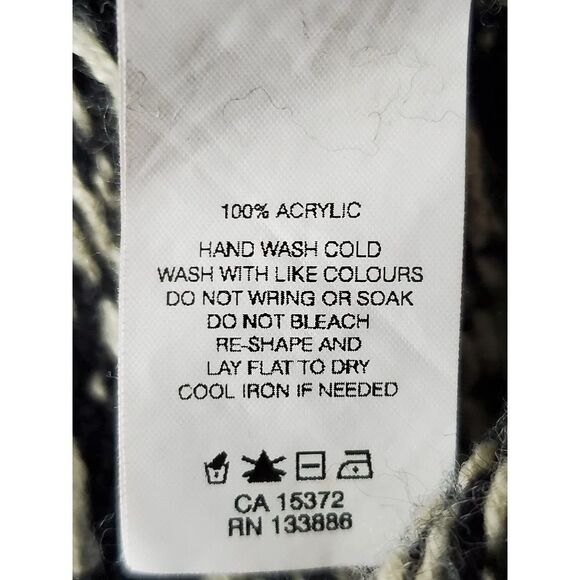 100% ACRYLIC
HAND WASH COLD
WASH WITH LIKE COLOURS
DO NOT WRING OR SOAK
DO NOT BLEACH
RE-SHAPE AND
LAY FLAT TO DRY
COOL IRON IF NEEDED
CA 15372
RN 133886